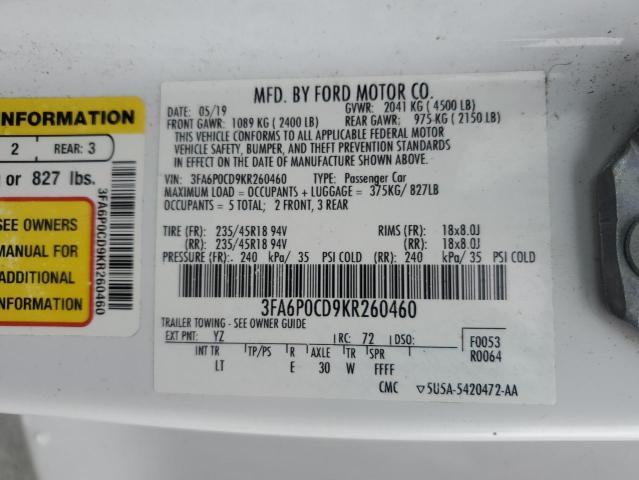 NFORMATION
2 REAR: 3
or 827 lbs.
SEE OWNERS
MANUAL FOR
ADDITIONAL
INFORMATION
3FA6P0CD9KR260460
MFD. BY FORD MOTOR CO.
DATE: 05/19 GVWR: 2041 KG ( 4500 LB)
FRONT GAWR: 1089 KG ( 2400 LB) REAR GAWR: 975 KG ( 2150 LB)
THIS VEHICLE CONFORMS TO ALL APPLICABLE FEDERAL MOTOR
VEHICLE SAFETY, BUMPER, AND THEFT PREVENTION STANDARDS
IN EFFECT ON THE DATE OF MANUFACTURE SHOWN ABOVE.
VIN: 3FA6P0CD9KR260460 TYPE: Passenger Car
MAXIMUM LOAD = OCCUPANTS + LUGGAGE = 375KG/ 827LB
OCCUPANTS = 5 TOTAL; 2 FRONT, 3 REAR
TIRE (FR): 235/45R18 94V RIMS (FR): 18x8.0J
(RR): 235/45R18 94V (RR): 18x8.0J
PRESSURE (FR): 240 kPa/ 35 PSI COLD (RR): 240 kPa/ 35 PSI COLD
3FA6P0CD9KR260460
TRAILER TOWING - SEE OWNER GUIDE
EXT PNT: YZ RC: 72 DSO: F0053
INT TR TP/PS R AXLE TR SPR R0064
LT E 30 W FFFF
CMC ▽5U5A-5420472-AA